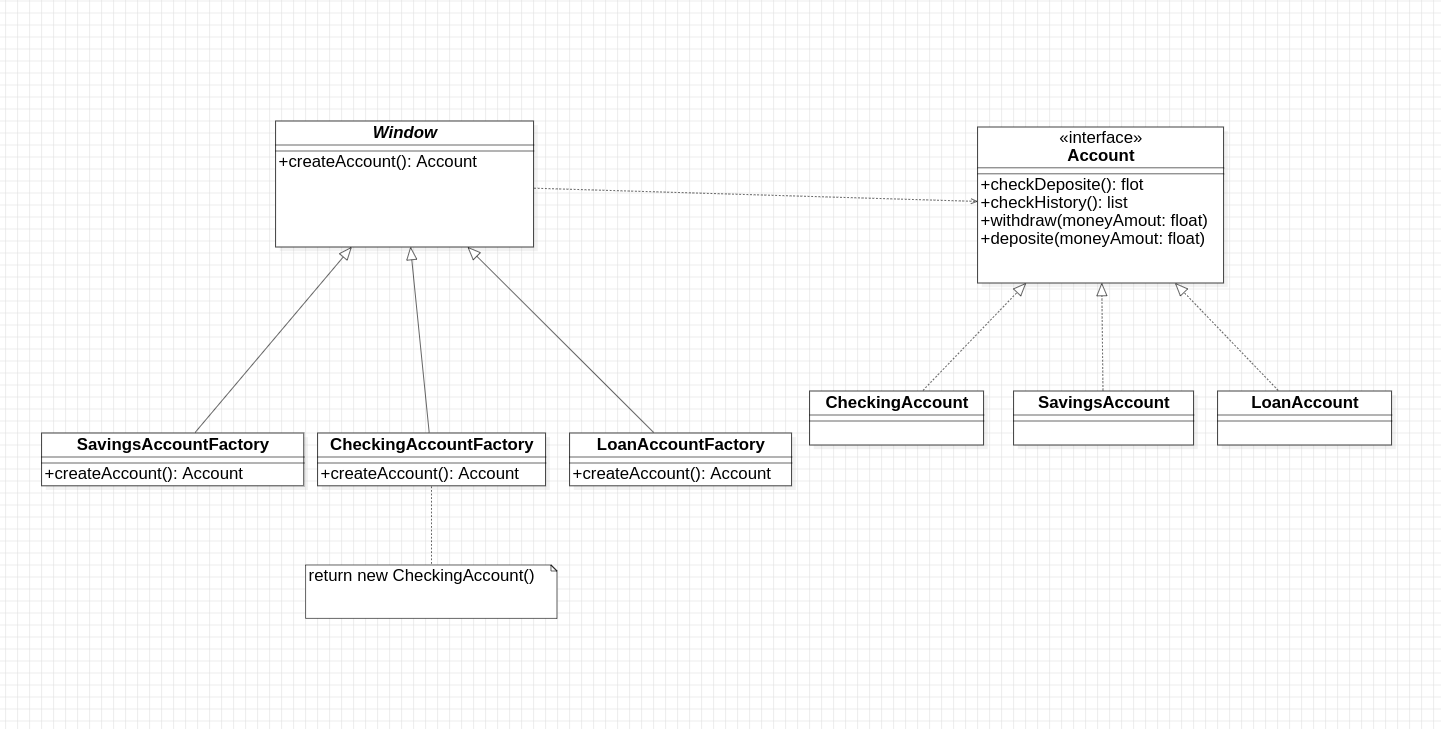 Window
+createAccount(): Account
«interface»
Account
+checkDeposite(): flot
+checkHistory(): list
+withdraw(moneyAmout: float)
+deposite(moneyAmout: float)
SavingsAccountFactory
+createAccount(): Account
CheckingAccountFactory
+createAccount(): Account
LoanAccountFactory
+createAccount(): Account
CheckingAccount
SavingsAccount
LoanAccount
return new CheckingAccount()